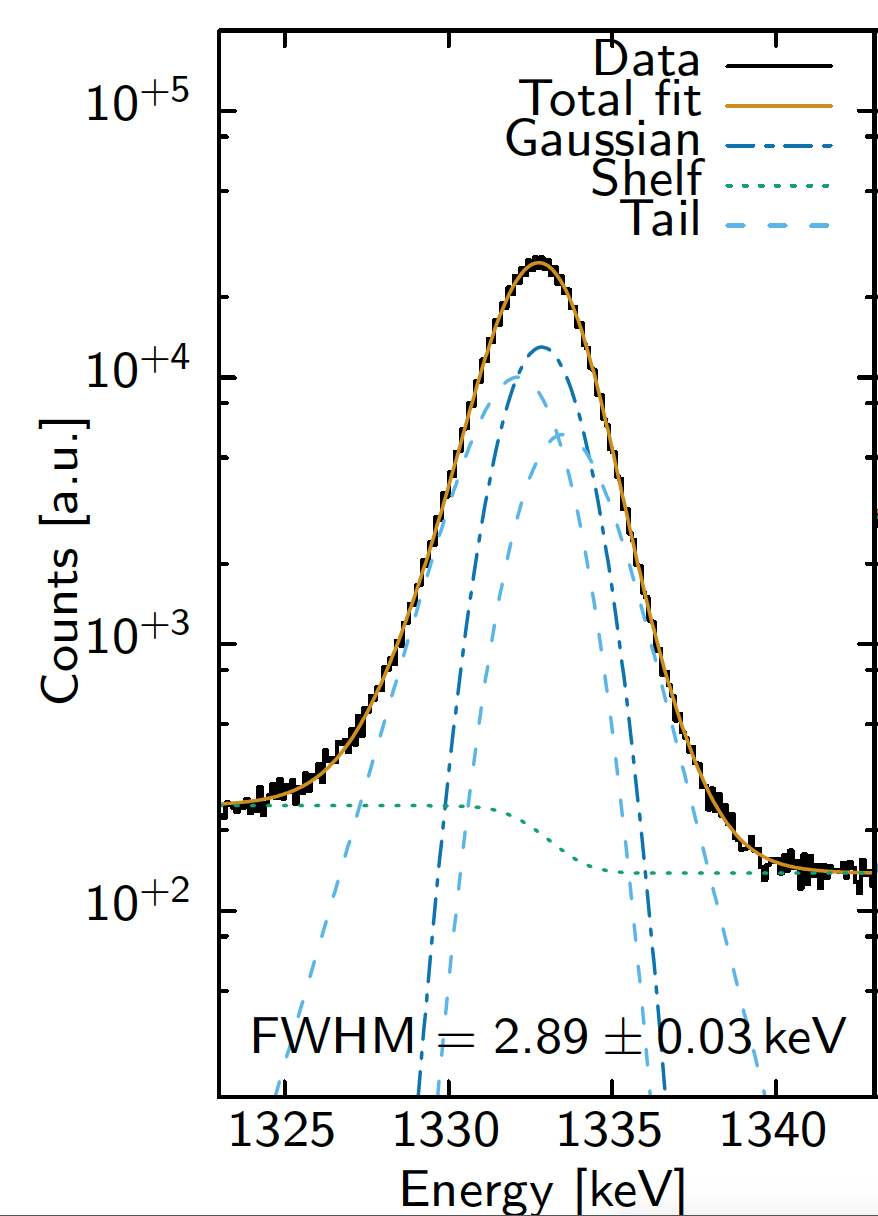 Data
Total fit
Gaussian
Shelf
Tail
10+5
10+4
10+3
10+2
Counts [a.u.]
FWHM = 2.89 ± 0.03 keV
1325 1330 1335 1340
Energy [keV]